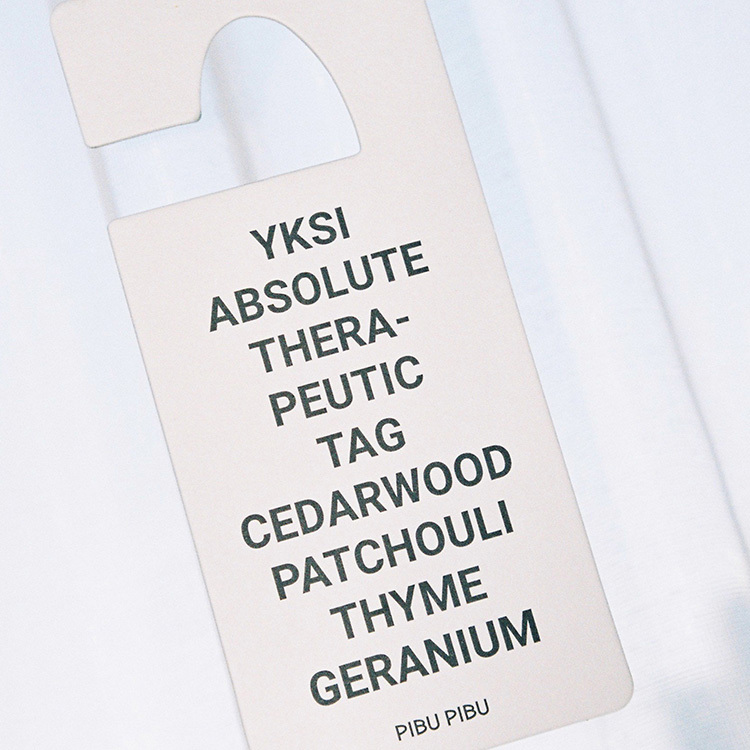 YKSI
ABSOLUTE
THERA-
PEUTIC
TAG
CEDARWOOD
PATCHOULI
THYME
GERANIUM
PIBU PIBU